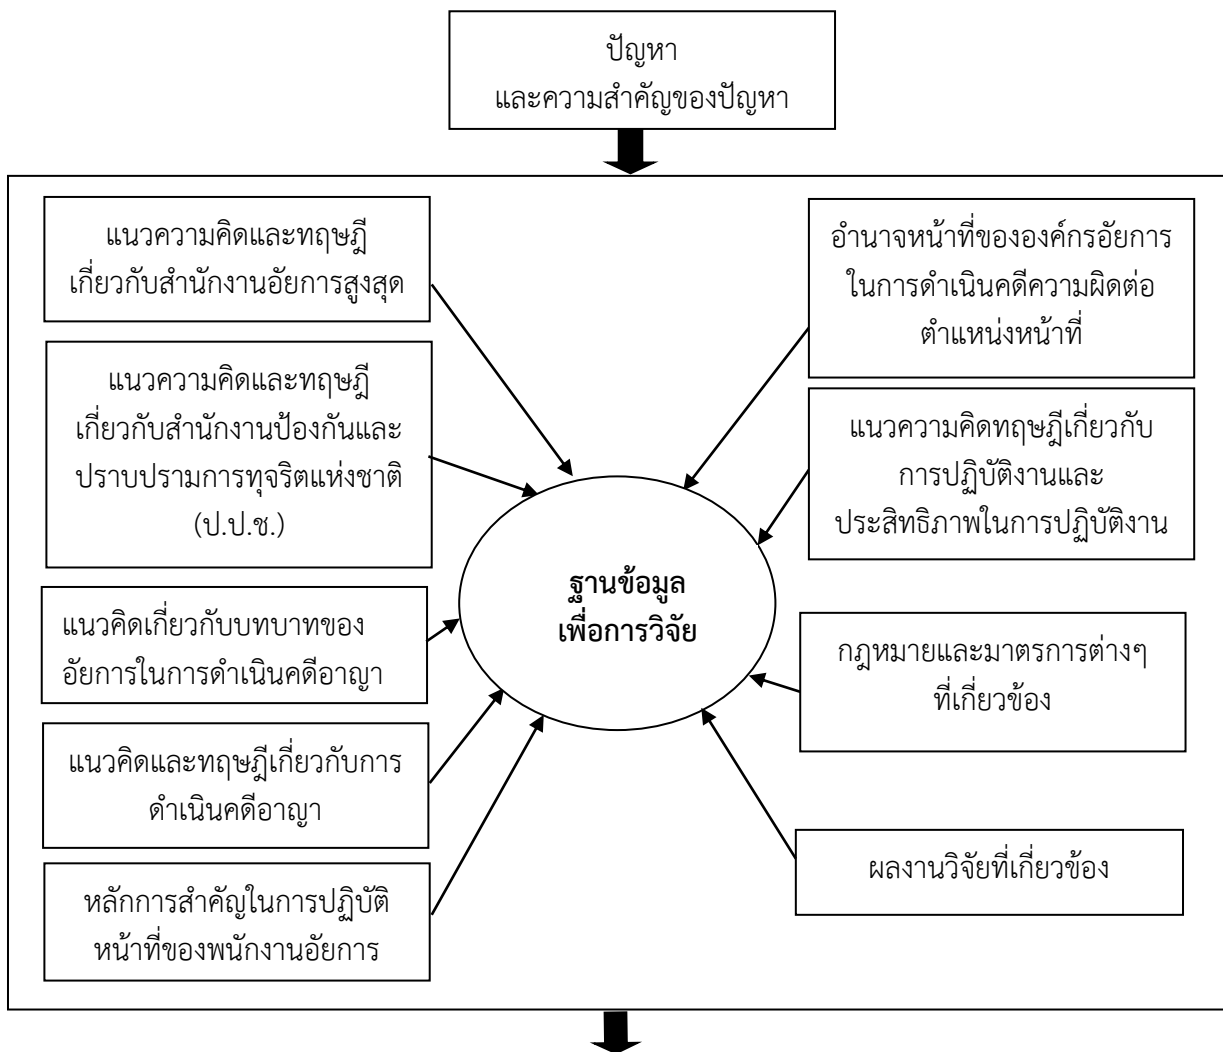 ปัญหา
และความสำคัญของปัญหา
แนวความคิดและทฤษฎี
เกี่ยวกับสำนักงานอัยการสูงสุด
แนวความคิดและทฤษฎี
เกี่ยวกับสำนักงานป้องกันและ
ปราบปรามการทุจริตแห่งชาติ
(ป.ป.ช.)
แนวคิดเกี่ยวกับบทบาทของ
อัยการในการดำเนินคดีอาญา
แนวคิดและทฤษฎีเกี่ยวกับการ
ดำเนินคดีอาญา
หลักการสำคัญในการปฏิบัติ
หน้าที่ของพนักงานอัยการ
ฐานข้อมูล
เพื่อการวิจัย
อำนาจหน้าที่ขององค์กรอัยการ
ในการดำเนินคดีความผิดต่อ
ตำแหน่งหน้าที่
แนวความคิดทฤษฎีเกี่ยวกับ
การปฏิบัติงานและ
ประสิทธิภาพในการปฏิบัติงาน
กฎหมายและมาตรการต่างๆ
ที่เกี่ยวข้อง
ผลงานวิจัยที่เกี่ยวข้อง